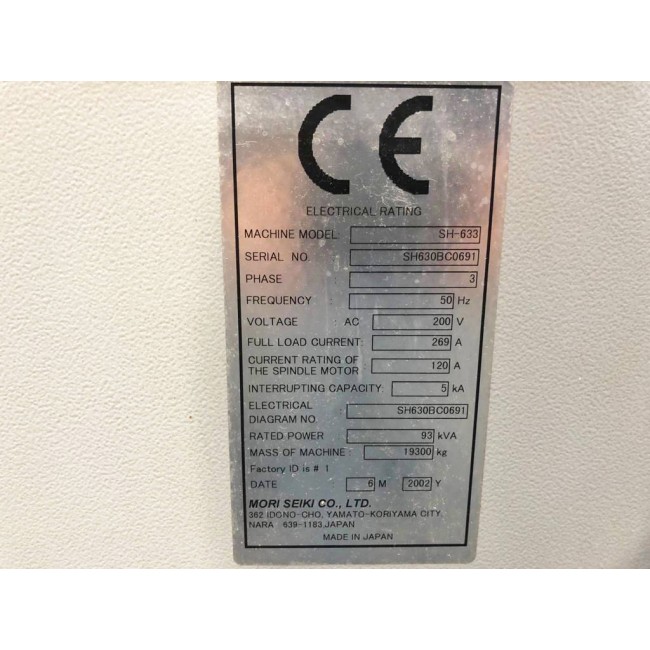 CE
ELECTRICAL RATING
MACHINE MODEL: SH-633
SERIAL NO. SH630BC0691
PHASE 3
FREQUENCY 50 Hz
VOLTAGE : AC 200 V
FULL LOAD CURRENT: 269 A
CURRENT RATING OF
THE SPINDLE MOTOR : 120 A
INTERRUPTING CAPACITY: 5 kA
ELECTRICAL
DIAGRAM NO. SH630BC0691
RATED POWER 93 kVA
MASS OF MACHINE : 19300 kg
Factory ID is # 1
DATE 6 M 2002 Y
MORI SEIKI CO., LTD.
362 IDONO-CHO, YAMATO-KORIYAMA CITY,
NARA 639-1183,JAPAN
MADE IN JAPAN